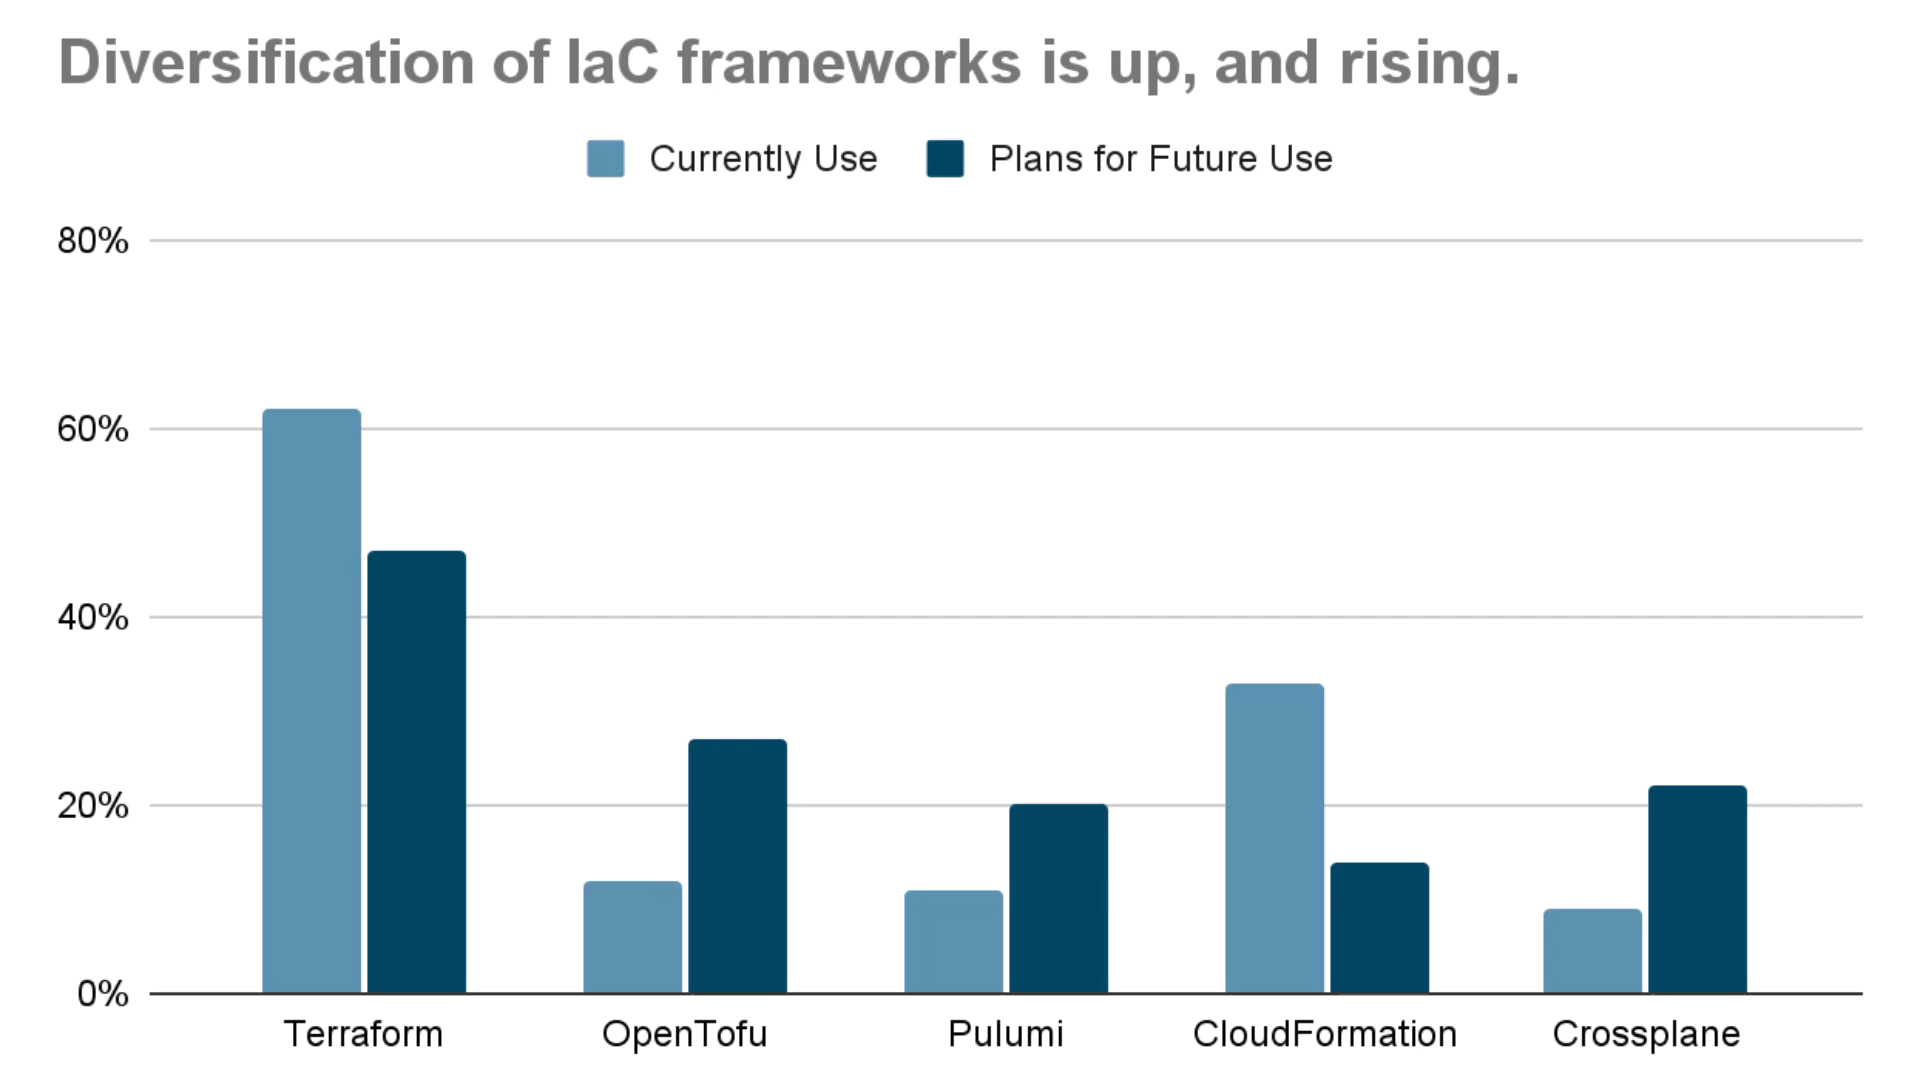 Diversification of IaC frameworks is up, and rising.
Currently Use Plans for Future Use
80%
60%
40%
20%
0%
Terraform OpenTofu Pulumi CloudFormation Crossplane